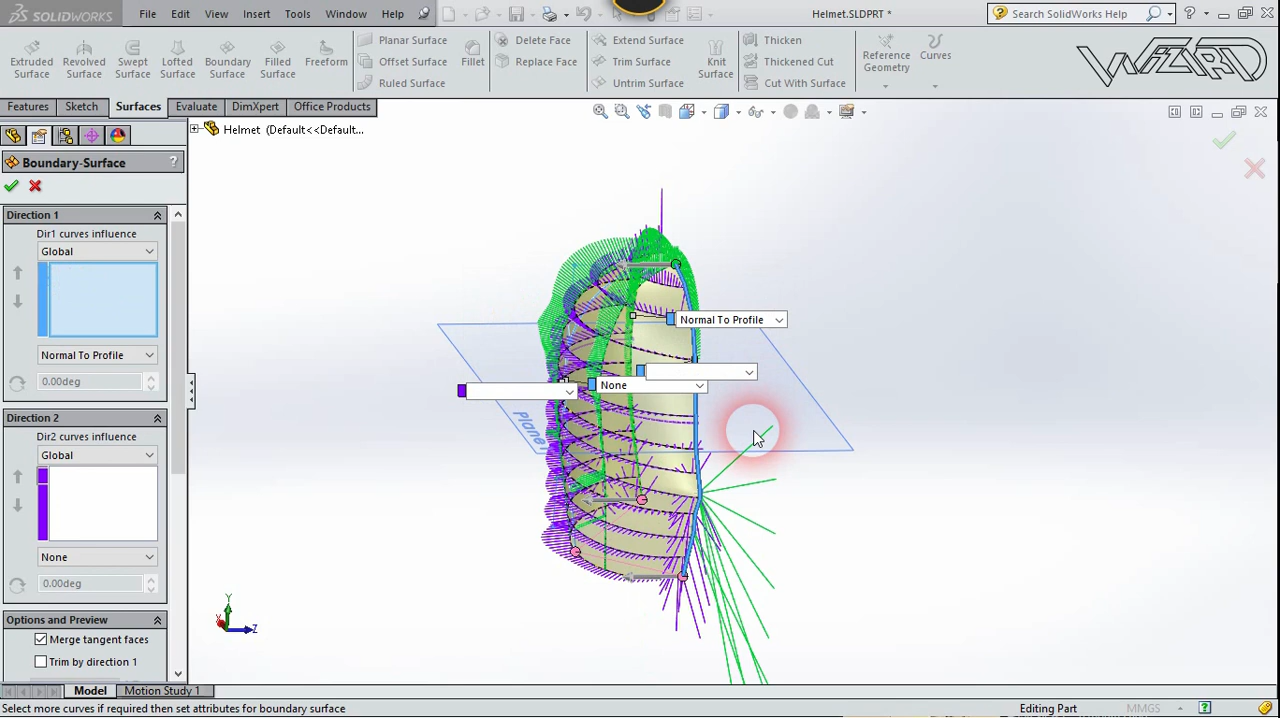 SOLIDWORKS
File Edit View Insert Tools Window Help
Helmet.SLDPRT *
Search SolidWorks Help
Extruded Surface
Revolved Surface
Swept Surface
Lofted Surface
Boundary Surface
Filled Surface
Freeform
Planar Surface
Offset Surface
Ruled Surface
Fillet
Delete Face
Replace Face
Extend Surface
Trim Surface
Untrim Surface
Knit Surface
Thicken
Thickened Cut
Cut With Surface
Reference Geometry
Curves
WIZARD
Features Sketch Surfaces Evaluate DimXpert Office Products
Helmet (Default<<Default...
Boundary-Surface ?
Direction 1
Dir1 curves influence
Global
Normal To Profile
0.00deg
Direction 2
Dir2 curves influence
Global
None
0.00deg
Options and Preview
Merge tangent faces
Trim by direction 1
Normal To Profile
None
Plane1
Y
X
Z
Model Motion Study 1
Select more curves if required then set attributes for boundary surface
Editing Part
MMGS